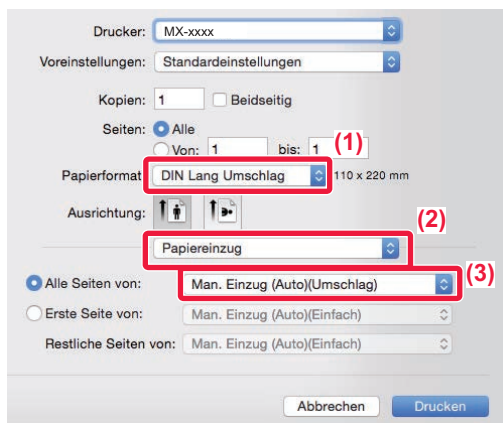 Drucker: MX-xxxx
Voreinstellungen: Standardeinstellungen
Kopien: 1 Beidseitig
Seiten: Alle
Von: 1 bis: 1 (1)
Papierformat DIN Lang Umschlag 110 x 220 mm
Ausrichtung:
(2)
Papiereinzug
(3)
Alle Seiten von: Man. Einzug (Auto)(Umschlag)
Erste Seite von: Man. Einzug (Auto)(Einfach)
Restliche Seiten von: Man. Einzug (Auto)(Einfach)
Abbrechen Drucken